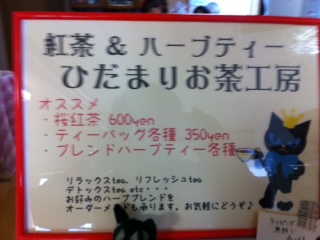 紅茶 & ハーブティー
ひだまりお茶工房
オススメ
・桜紅茶 600yen
・ティーバッグ各種 350yen
・ブレンドハーブティー各種
リラックスtea、リフレッシュtea
デトックスtea etc・・・
お好みのハーブブレンドを
オーダーメイドも承ります。お気軽にどうぞ♪